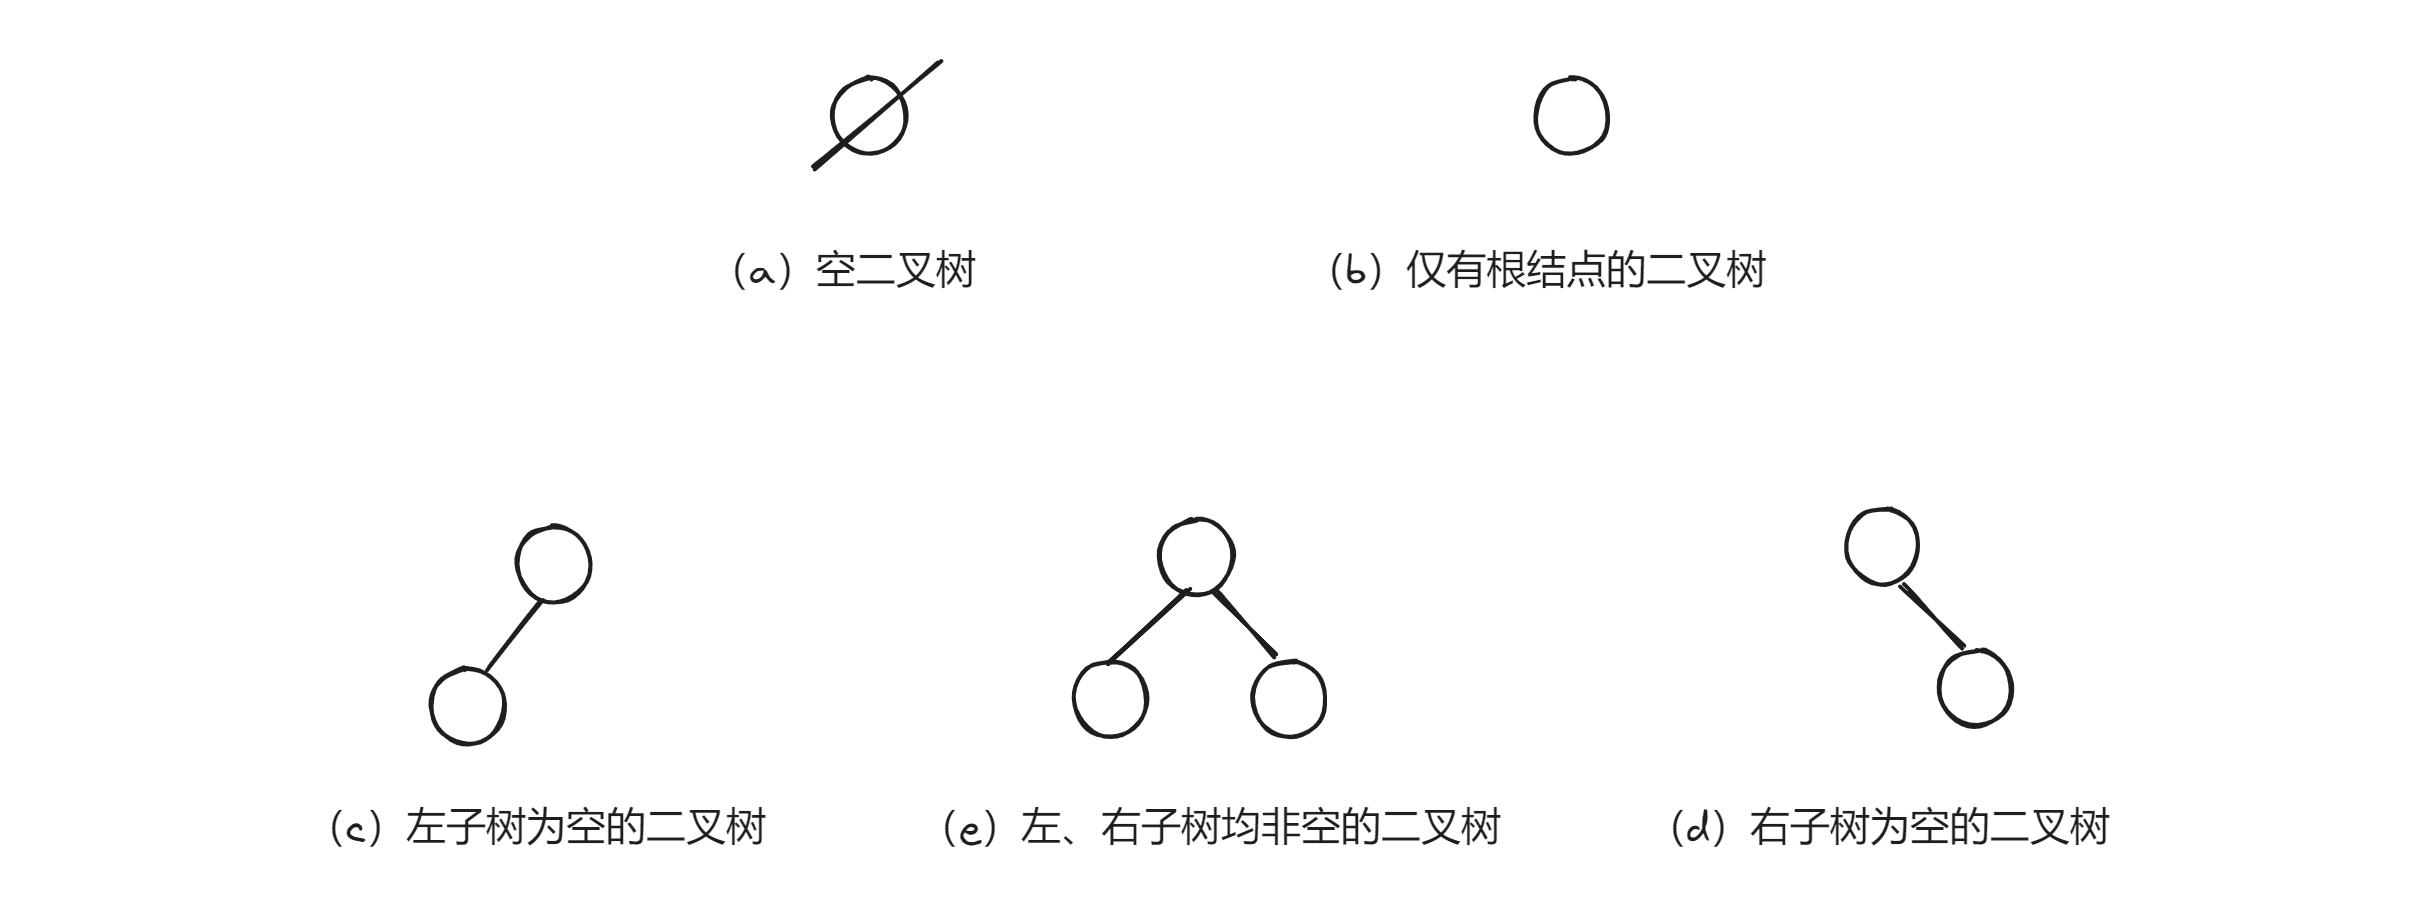 （a）空二叉树
（b）仅有根结点的二叉树
（c）左子树为空的二叉树
（e）左、右子树均非空的二叉树
（d）右子树为空的二叉树